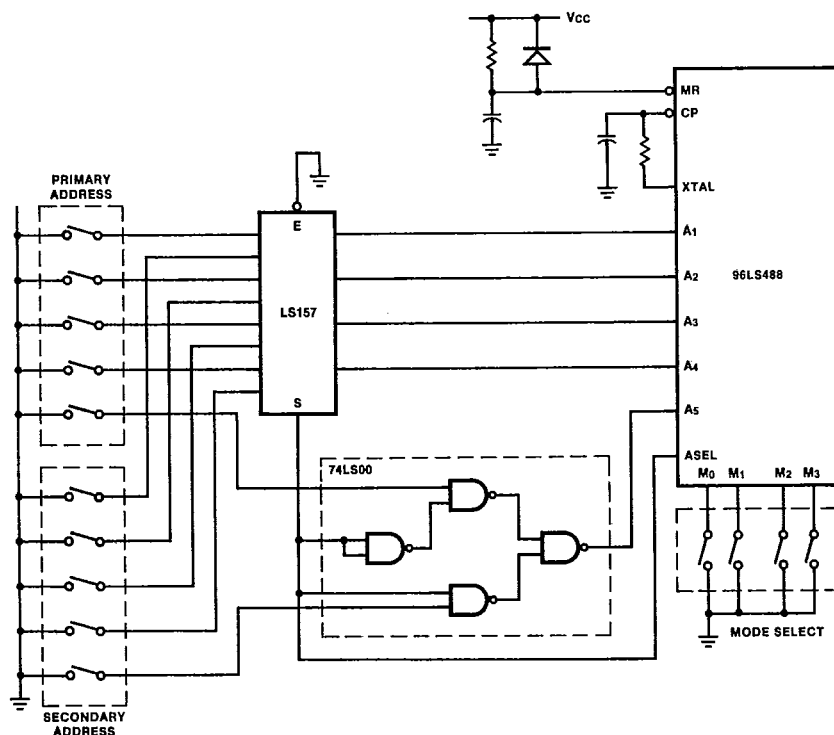 VCC
MR
CP
XTAL
PRIMARY
ADDRESS
E
LS157
S
A1
A2
A3
A4
A5
96LS488
ASEL
M0 M1 M2 M3
74LS00
MODE SELECT
SECONDARY
ADDRESS